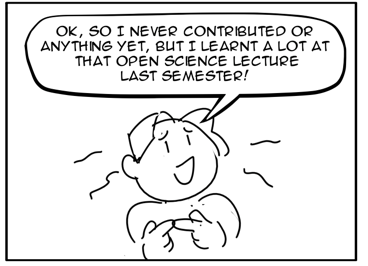 OK, SO I NEVER CONTRIBUTED OR
ANYTHING YET, BUT I LEARNT A LOT AT
THAT OPEN SCIENCE LECTURE
LAST SEMESTER!